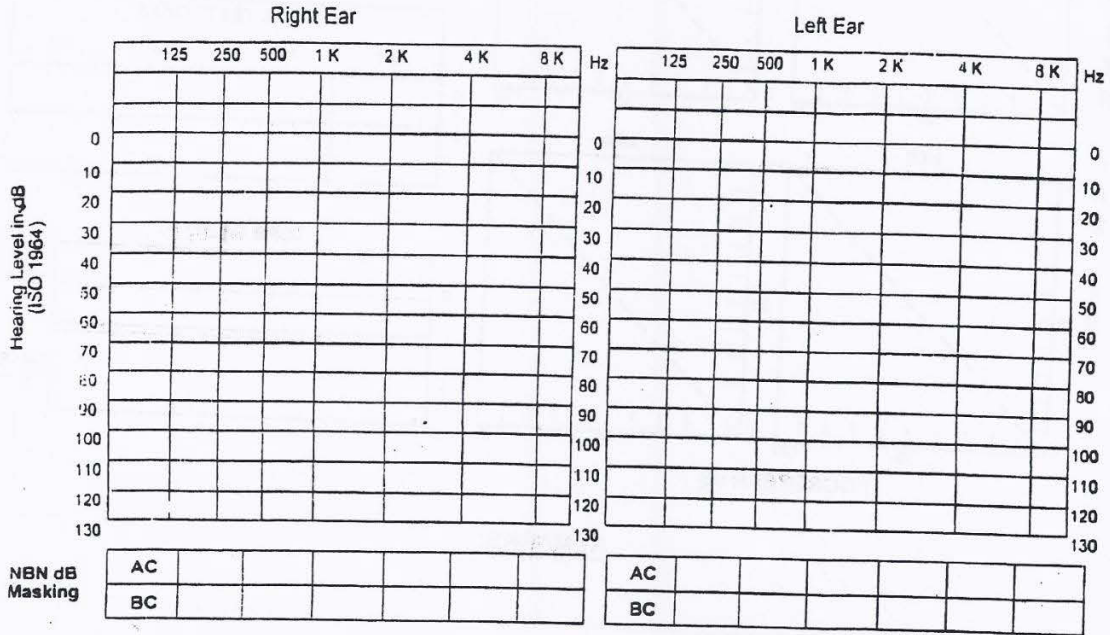 Right Ear
Left Ear
125 250 500 1 K 2 K 4 K 8 K Hz
125 250 500 1 K 2 K 4 K 8 K Hz
Hearing Level in dB
(ISO 1964)
0 0 0
10 10 10
20 20 20
30 30 30
40 40 40
50 50 50
60 60 60
70 70 70
80 80 80
90 90 90
100 100 100
110 110 110
120 120 120
130 130 130
NBN dB
Masking
AC
BC
AC
BC